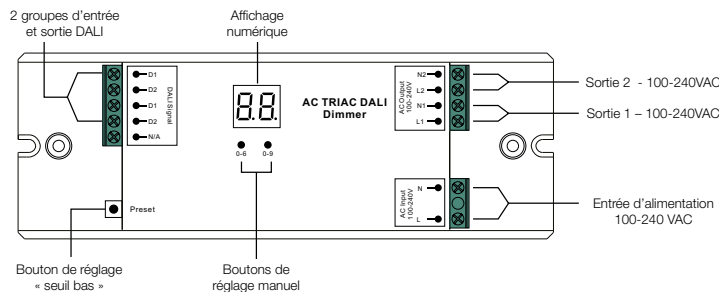 2 groupes d’entrée
et sortie DALI
Affichage
numérique
D1
D2
D1
D2
N/A
DALI Signal
8.8.
0-6
0-9
AC TRIAC DALI
Dimmer
AC Output
100-240V
N2
L2
N1
L1
Sortie 2 - 100-240VAC
Sortie 1 – 100-240VAC
AC Input
100-240V
N
L
Entrée d’alimentation
100-240 VAC
Preset
Bouton de réglage
« seuil bas »
Boutons de
réglage manuel